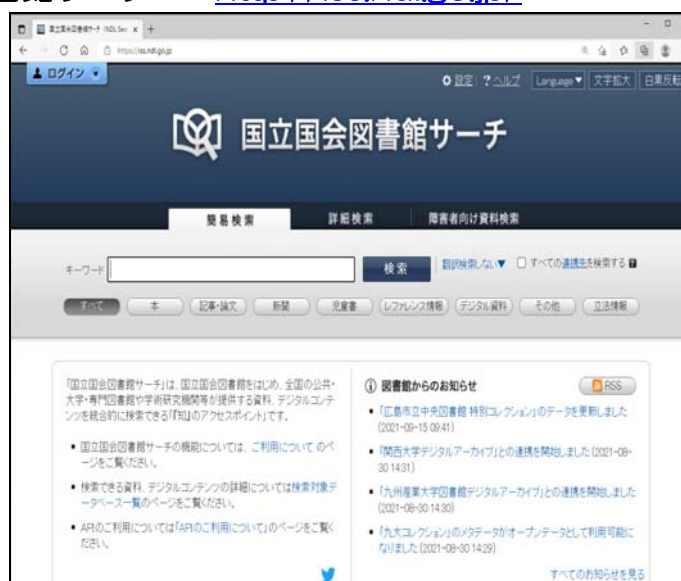 国立国会図書館サーチ (NDL Sea
https://iss.ndl.go.jp
ログイン
設定 ? ヘルプ Language▼ 文字拡大 白黒反転
国立国会図書館サーチ
簡易検索 詳細検索 障害者向け資料検索
キーワード 検索 翻訳検索しない▼ すべての連携先を検索する
すべて 本 記事・論文 新聞 児童書 レファレンス情報 デジタル資料 その他 立法情報
「国立国会図書館サーチ」は、国立国会図書館をはじめ、全国の公共・
大学・専門図書館や学術研究機関等が提供する資料、デジタルコンテ
ンツを統合的に検索できる「『知』のアクセスポイント」です。
• 国立国会図書館サーチの機能については、ご利用について のペ
ージをご覧ください。
• 検索できる資料、デジタルコンテンツの詳細については検索対象デ
ータベース一覧のページをご覧ください。
• APIのご利用については「APIのご利用について」のページをご覧く
ださい。
図書館からのお知らせ RSS
• 「広島市立中央図書館 特別コレクション」のデータを更新しました
(2021-09-15 09:41)
• 「関西大学デジタルアーカイブ」との連携を開始しました (2021-08-
30 14:31)
• 「九州産業大学図書館デジタルアーカイブ」との連携を開始しました
(2021-08-30 14:30)
• 「九大コレクション」のメタデータがオープンデータとして利用可能に
なりました (2021-08-30 14:29)
すべてのお知らせを見る